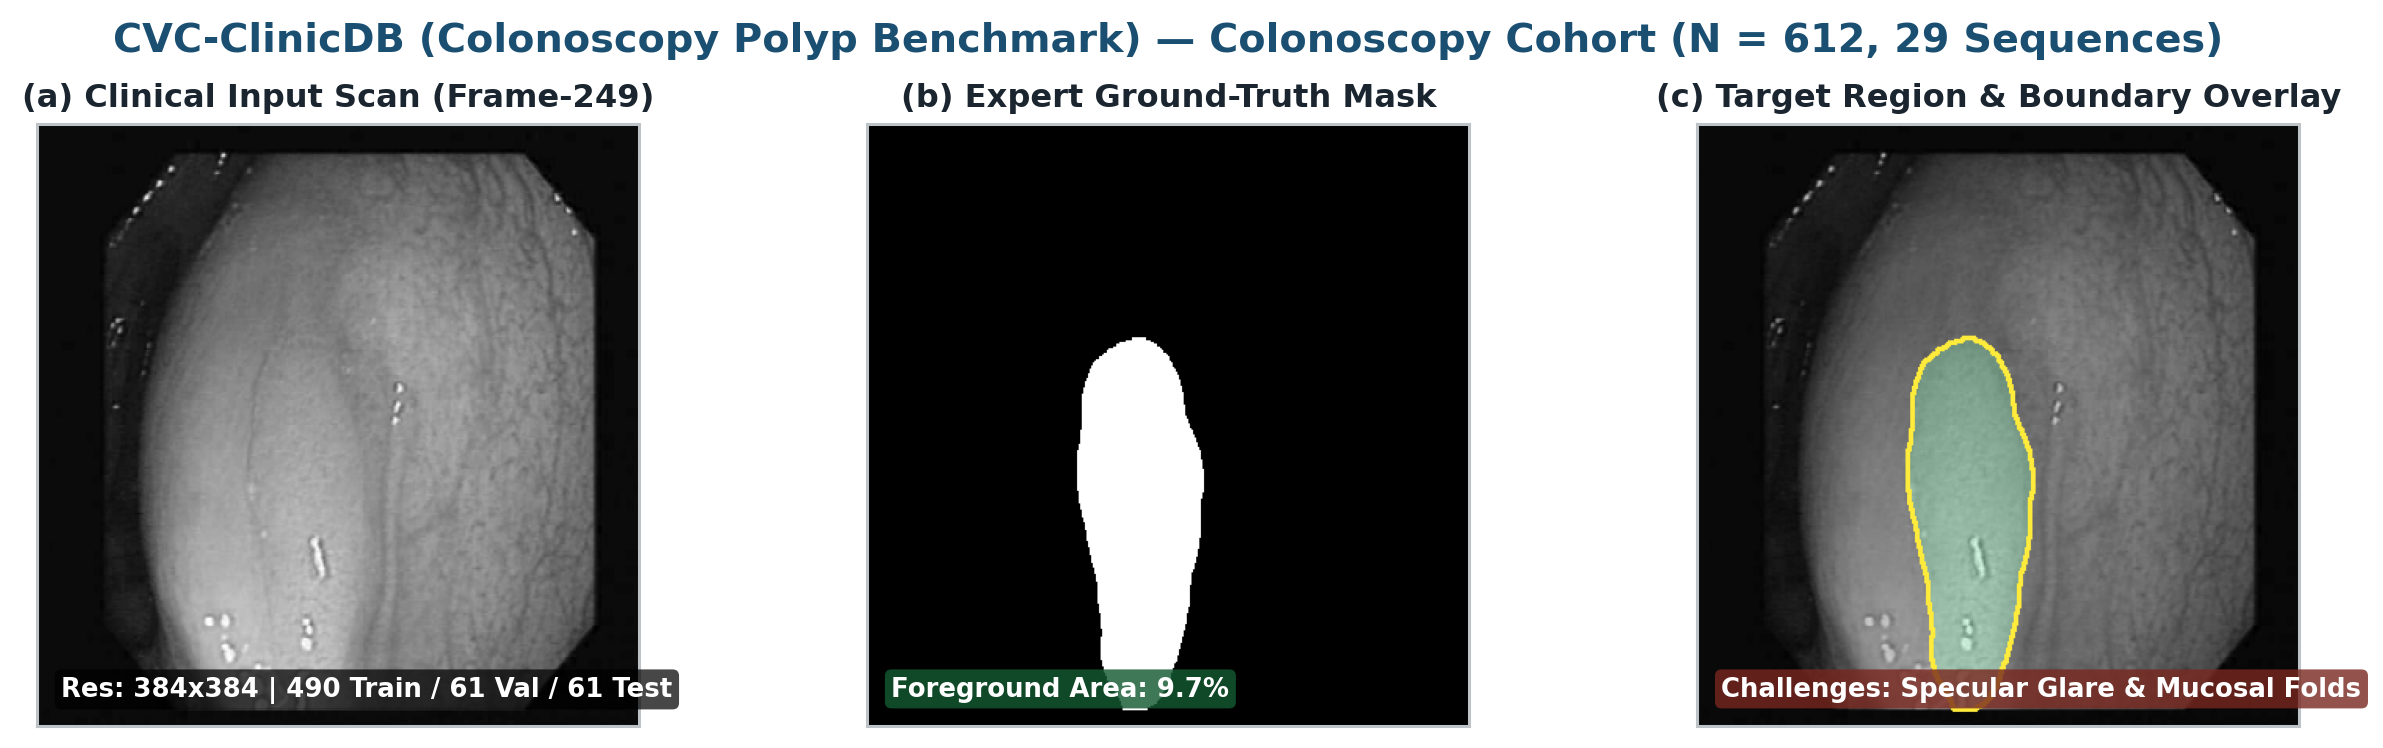 CVC-ClinicDB (Colonoscopy Polyp Benchmark) — Colonoscopy Cohort (N = 612, 29 Sequences)
(a) Clinical Input Scan (Frame-249)
(b) Expert Ground-Truth Mask
(c) Target Region & Boundary Overlay
Res: 384x384 | 490 Train / 61 Val / 61 Test
Foreground Area: 9.7%
Challenges: Specular Glare & Mucosal Folds